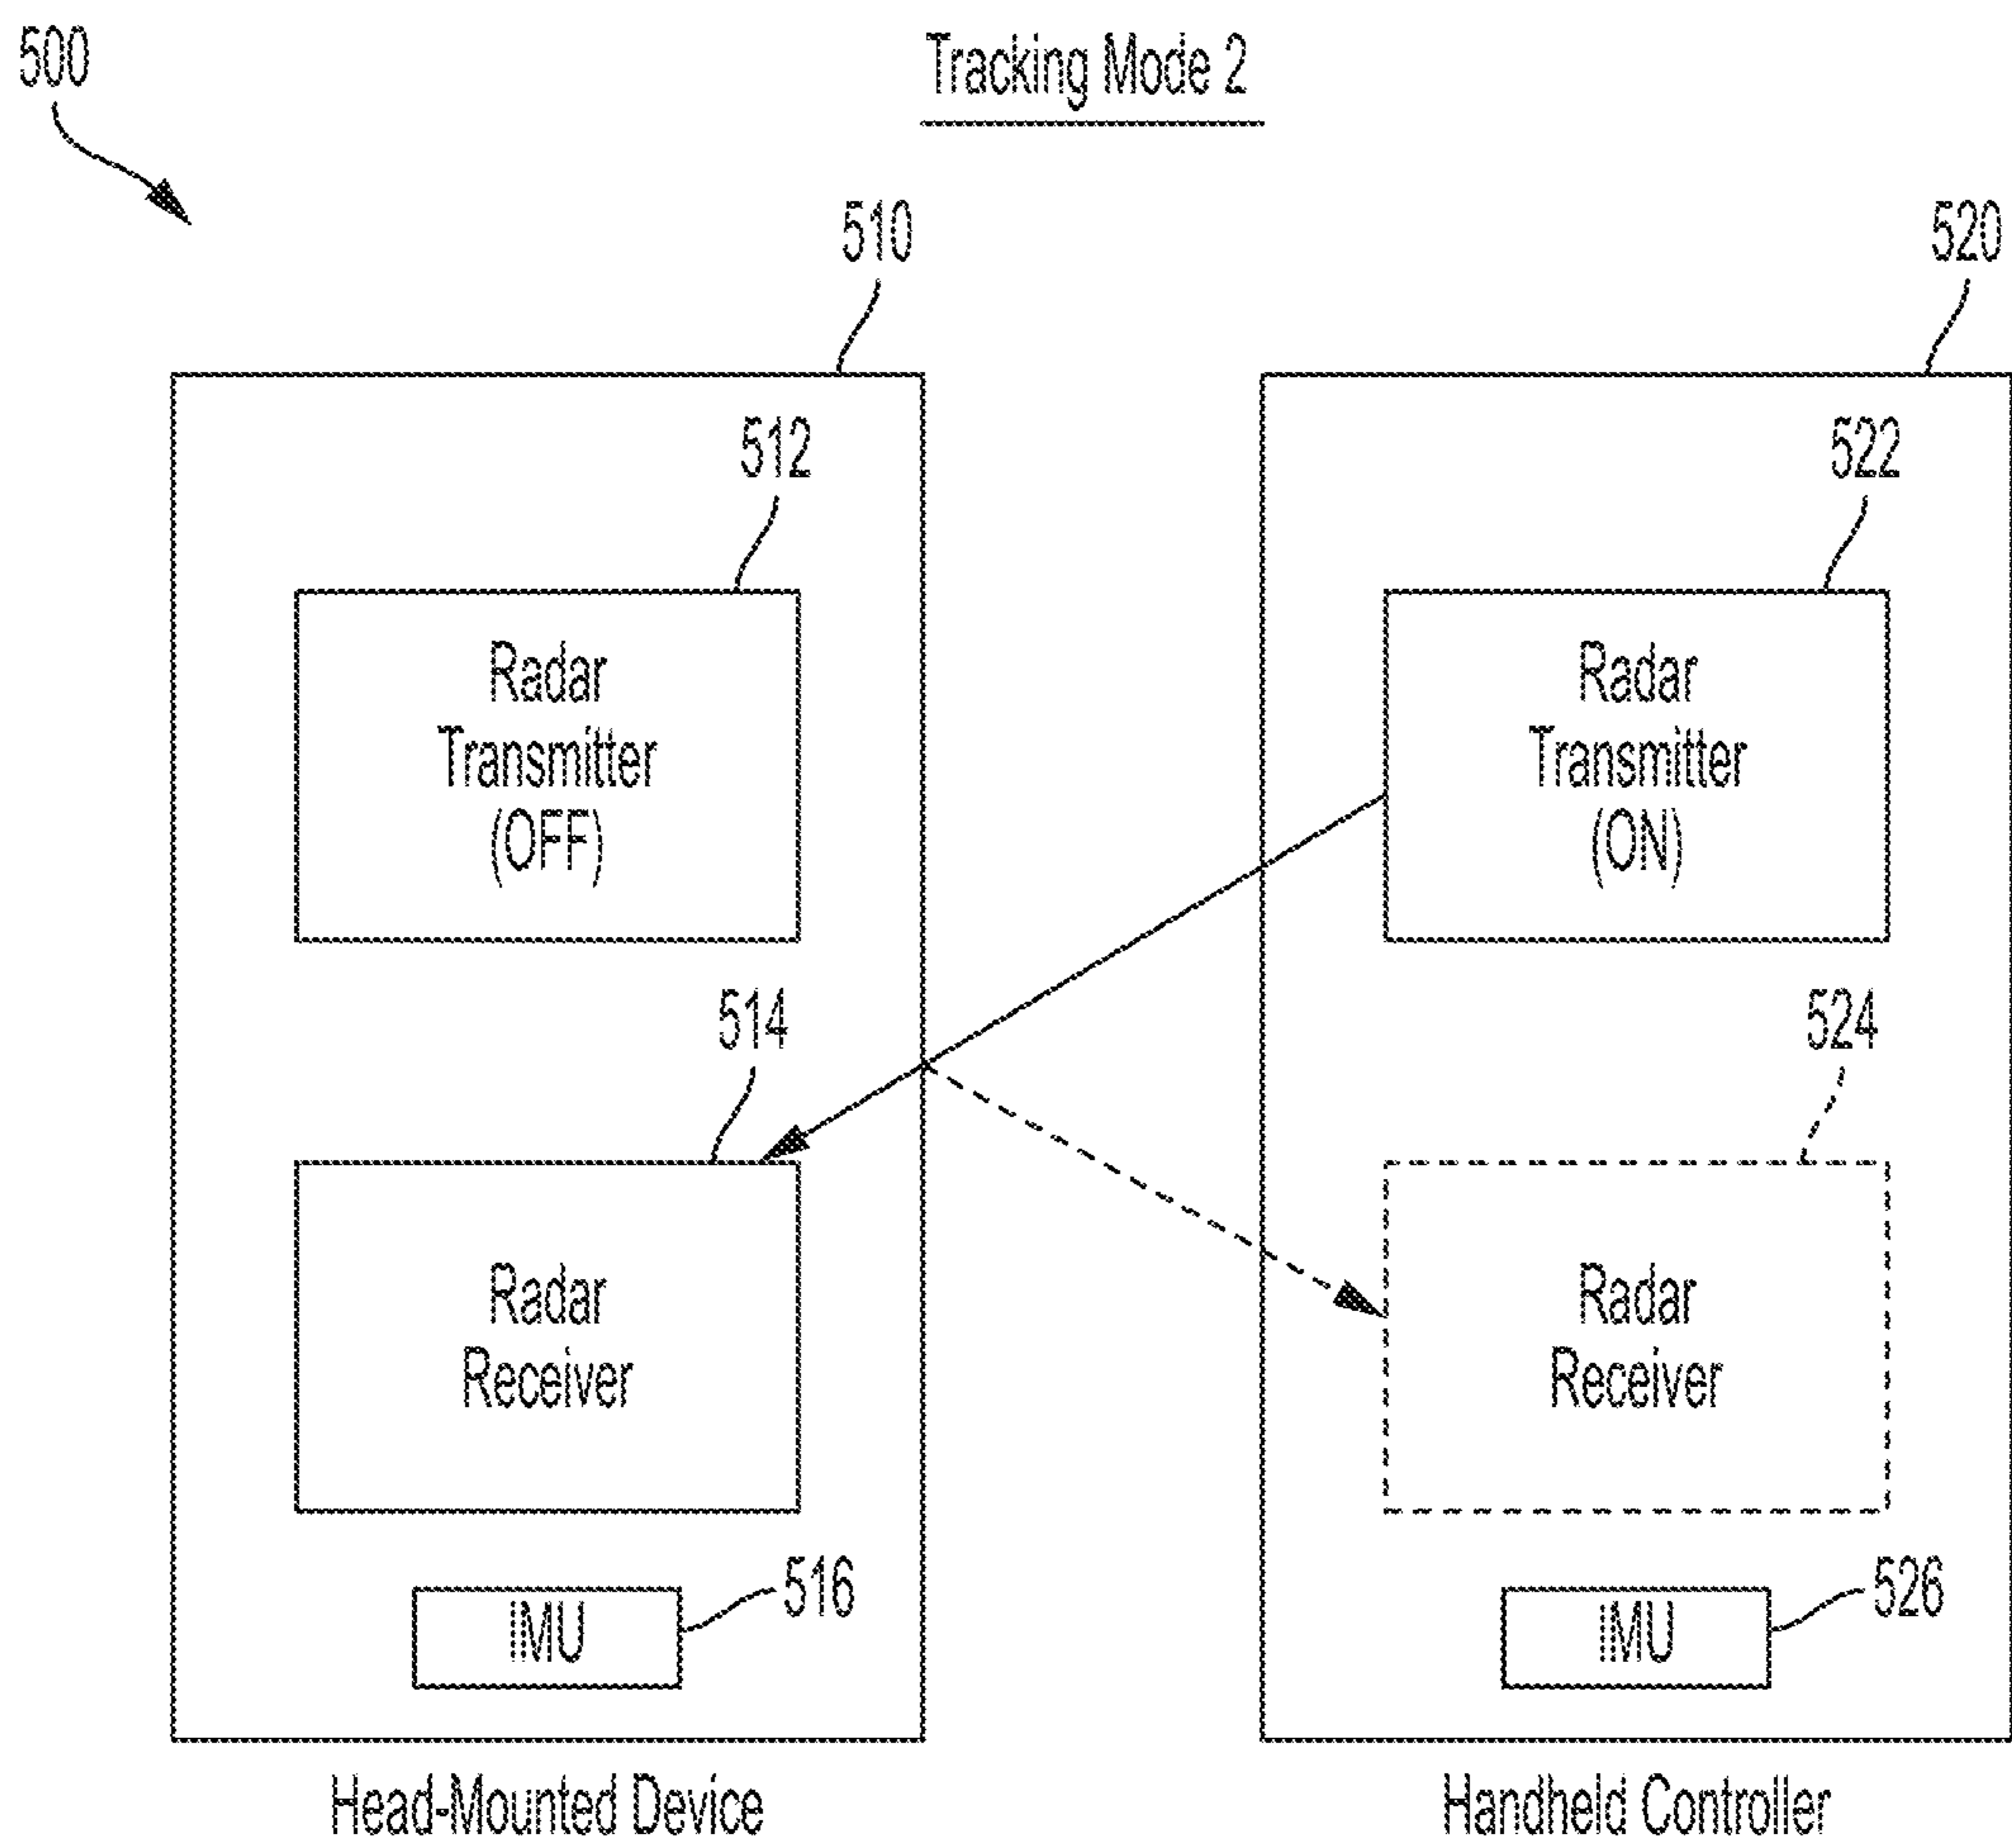 500
Tracking Mode 2
510
520
512
522
Radar
Transmitter
(OFF)
Radar
Transmitter
(ON)
514
524
Radar
Receiver
Radar
Receiver
516
526
IMU
IMU
Head-Mounted Device
Handheld Controller